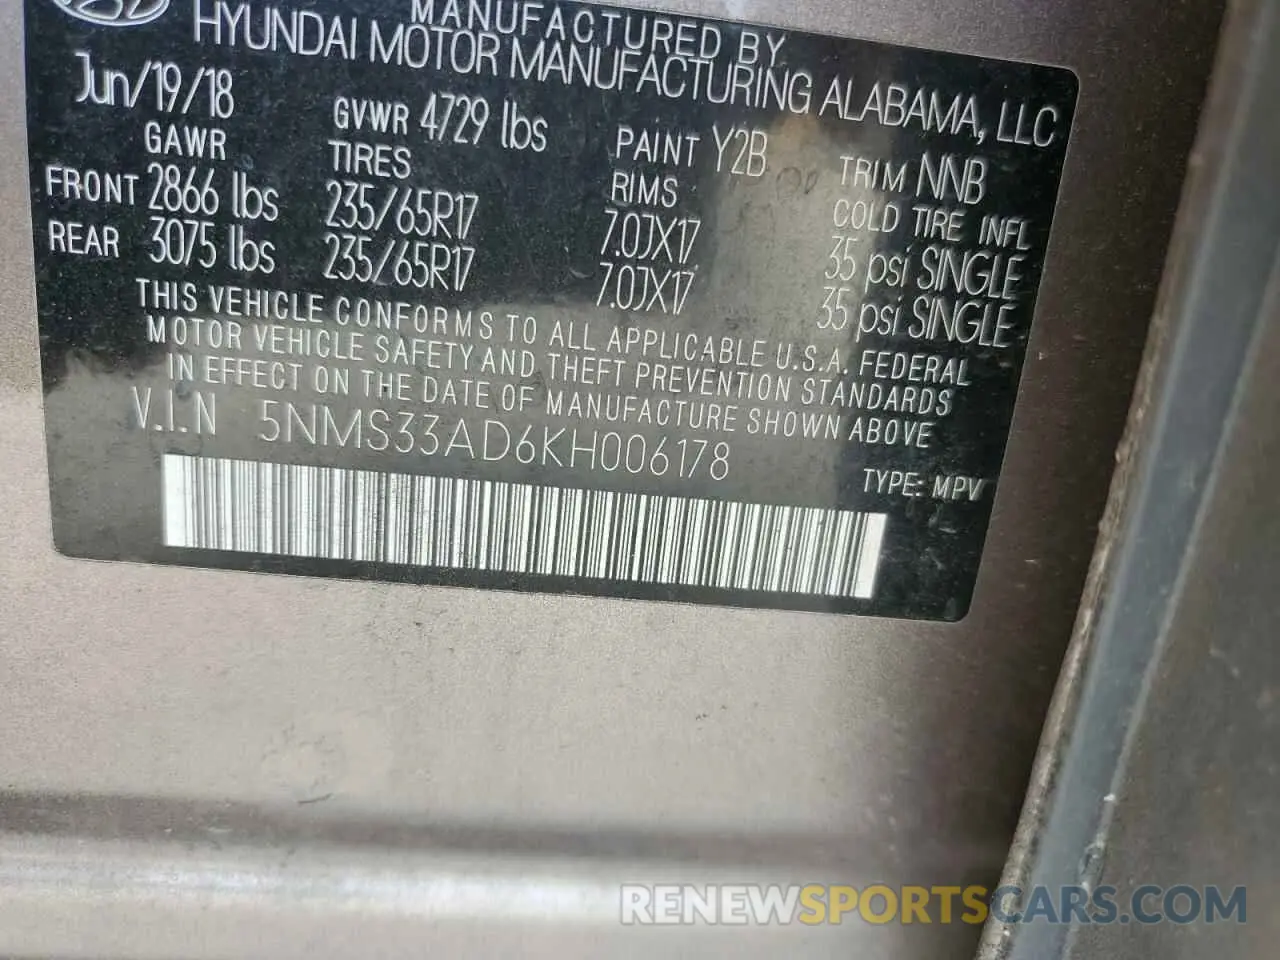 MANUFACTURED BY
HYUNDAI MOTOR MANUFACTURING ALABAMA, LLC
Jun/19/18 GVWR 4729 lbs PAINT Y2B TRIM NNB
GAWR TIRES RIMS COLD TIRE INFL
FRONT 2866 lbs 235/65R17 7.0JX17 35 psi SINGLE
REAR 3075 lbs 235/65R17 7.0JX17 35 psi SINGLE
THIS VEHICLE CONFORMS TO ALL APPLICABLE U.S.A. FEDERAL
MOTOR VEHICLE SAFETY AND THEFT PREVENTION STANDARDS
IN EFFECT ON THE DATE OF MANUFACTURE SHOWN ABOVE
V.I.N 5NMS33AD6KH006178
TYPE: MPV
RENEWSPORTSCARS.COM